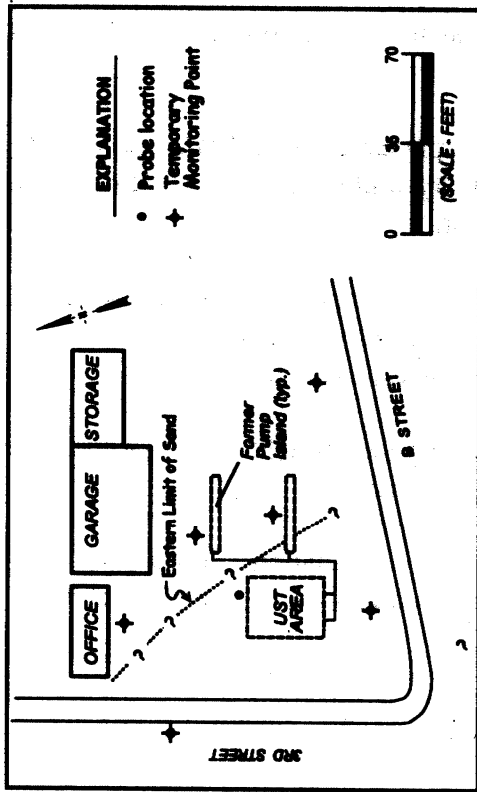 EXPLANATION
Probe location
Temporary
Monitoring Point
0
35
70
(SCALE - FEET)
OFFICE
GARAGE
STORAGE
Eastern Limit of Sand
Former
Pump
Island (typ.)
UST
AREA
?
?
?
?
?
B STREET
3RD STREET